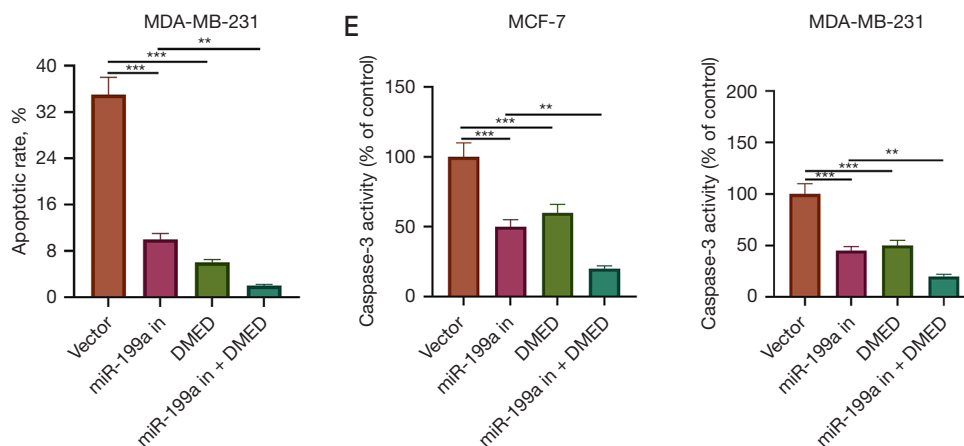 MDA-MB-231
Apoptotic rate, %
40
32
24
16
8
0
***
***
**
Vector
miR-199a in
DMED
miR-199a in + DMED
E
MCF-7
Caspase-3 activity (% of control)
150
100
50
0
***
***
**
Vector
miR-199a in
DMED
miR-199a in + DMED
MDA-MB-231
Caspase-3 activity (% of control)
200
150
100
50
0
***
***
**
Vector
miR-199a in
DMED
miR-199a in + DMED